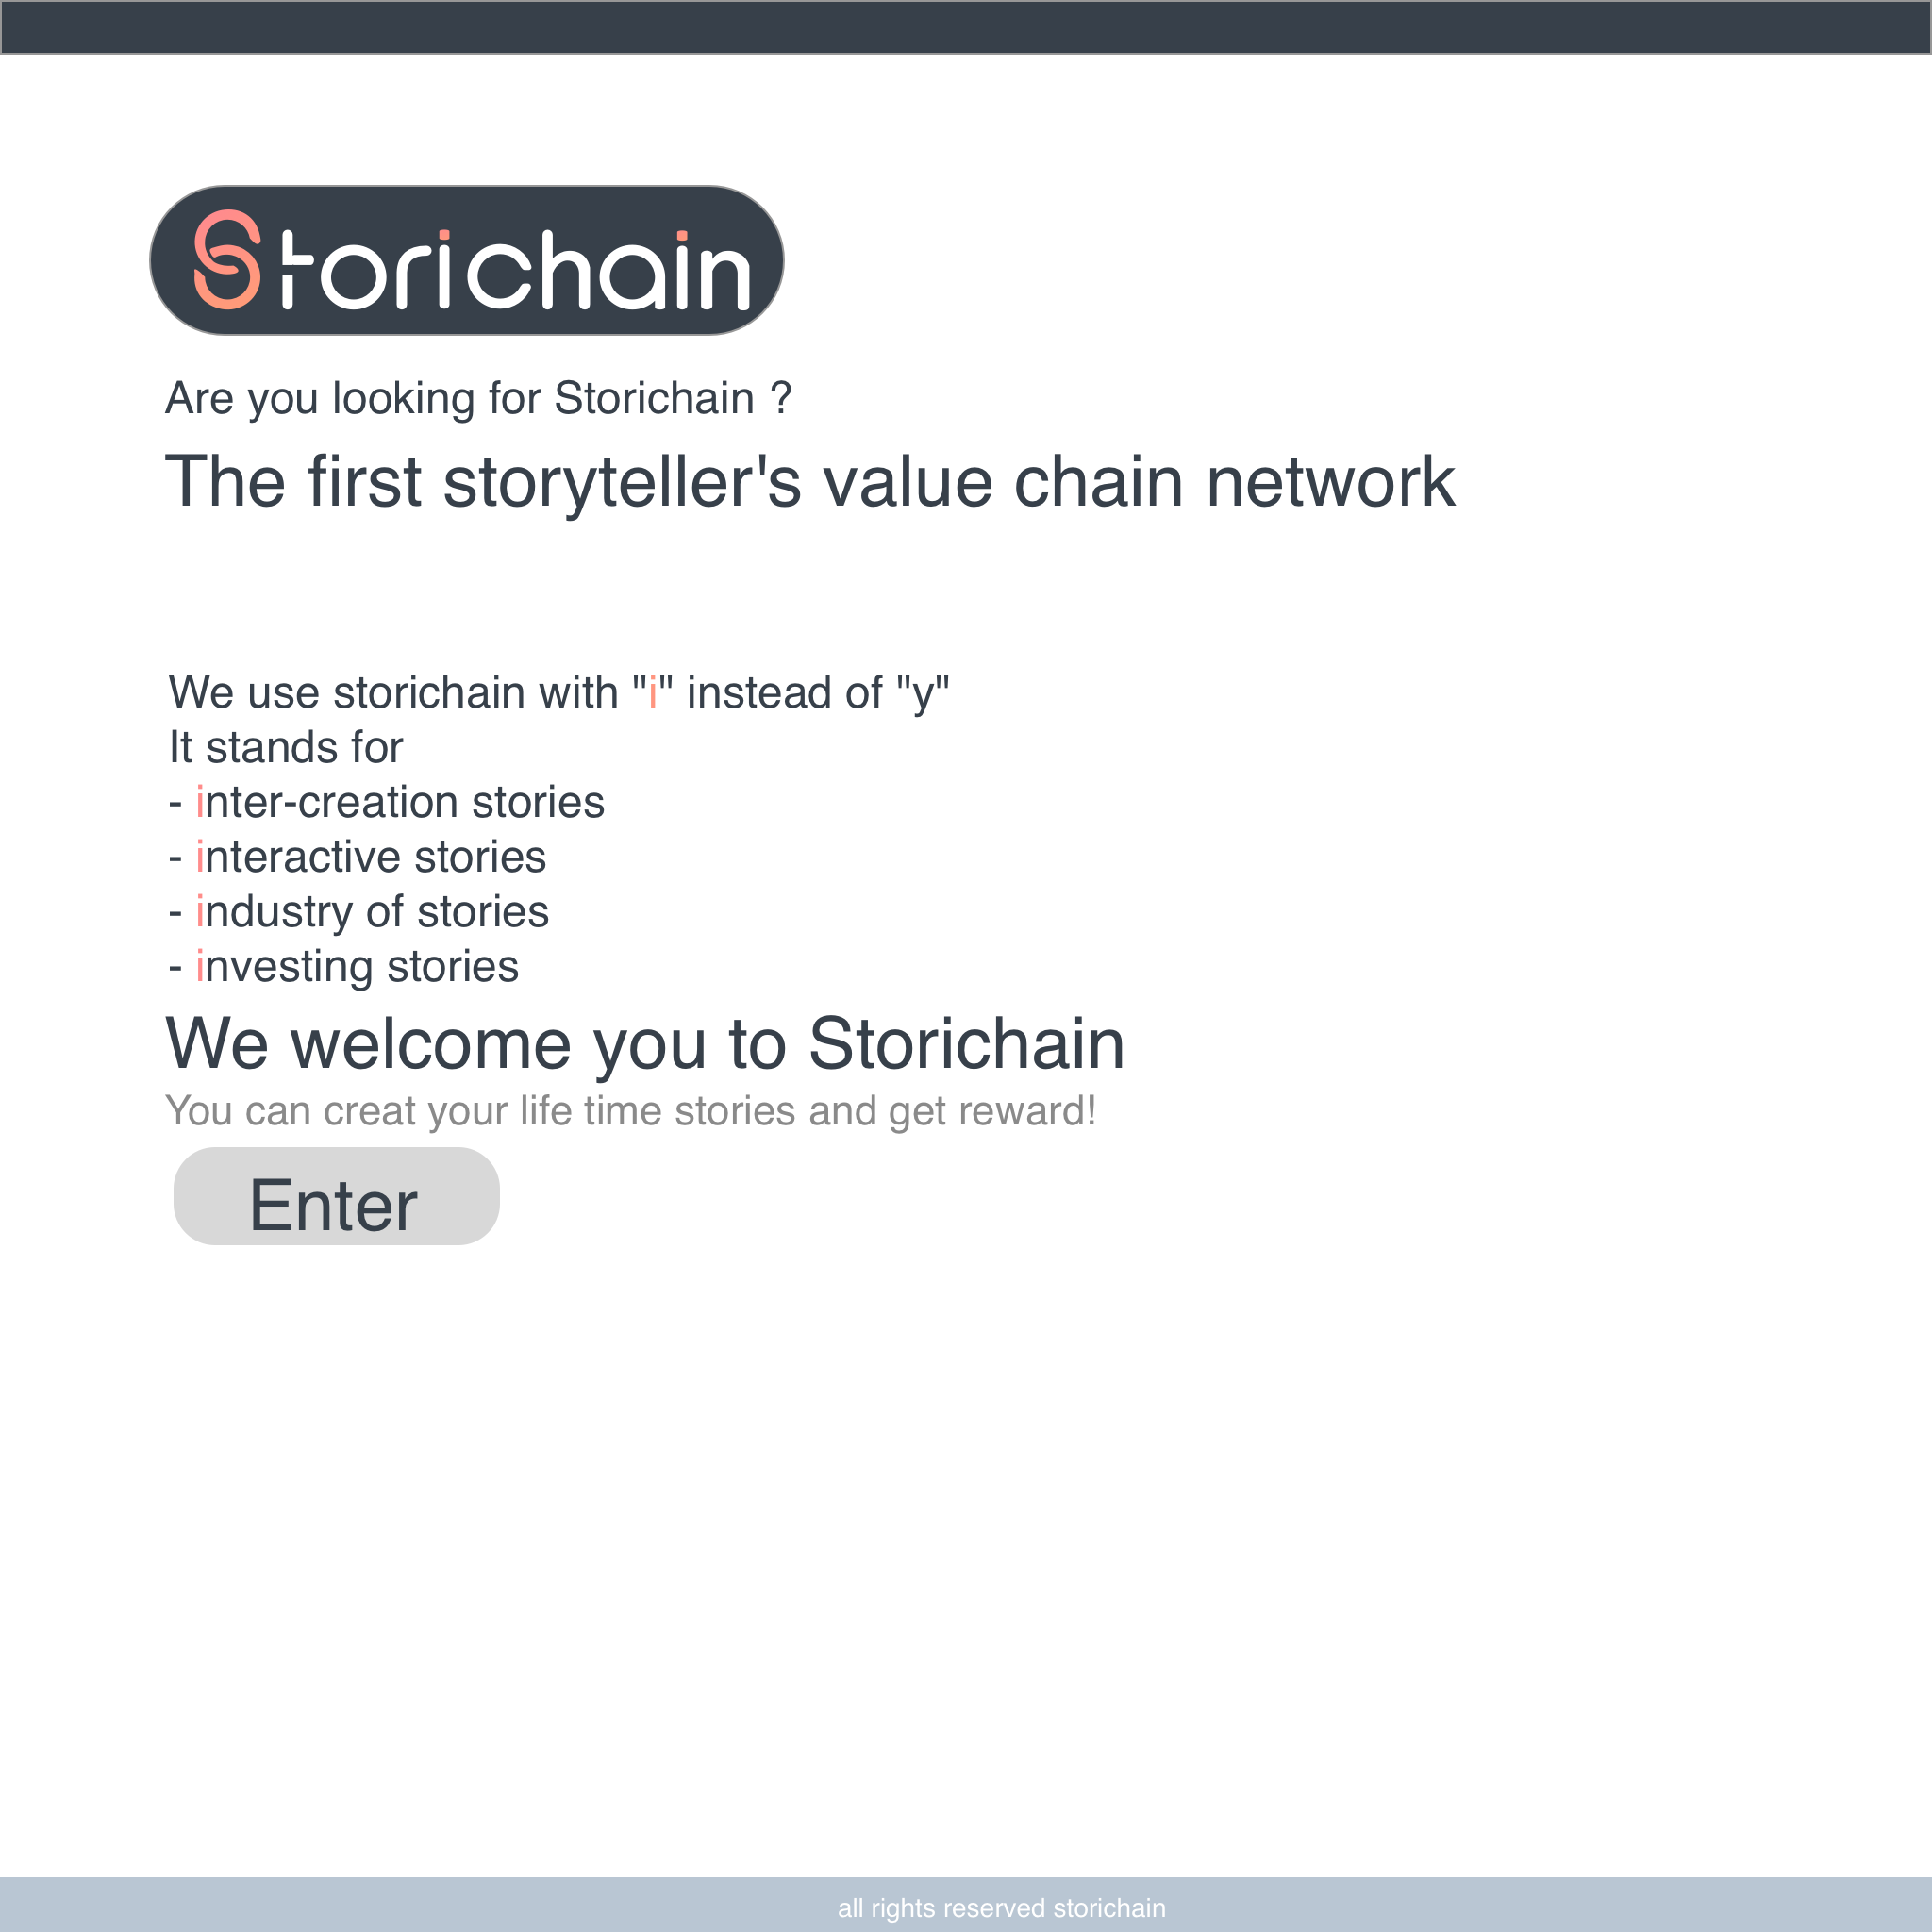 Storichain
Are you looking for Storichain ?
The first storyteller's value chain network
We use storichain with "i" instead of "y"
It stands for
- inter-creation stories
- interactive stories
- industry of stories
- investing stories
We welcome you to Storichain
You can creat your life time stories and get reward!
Enter
all rights reserved storichain